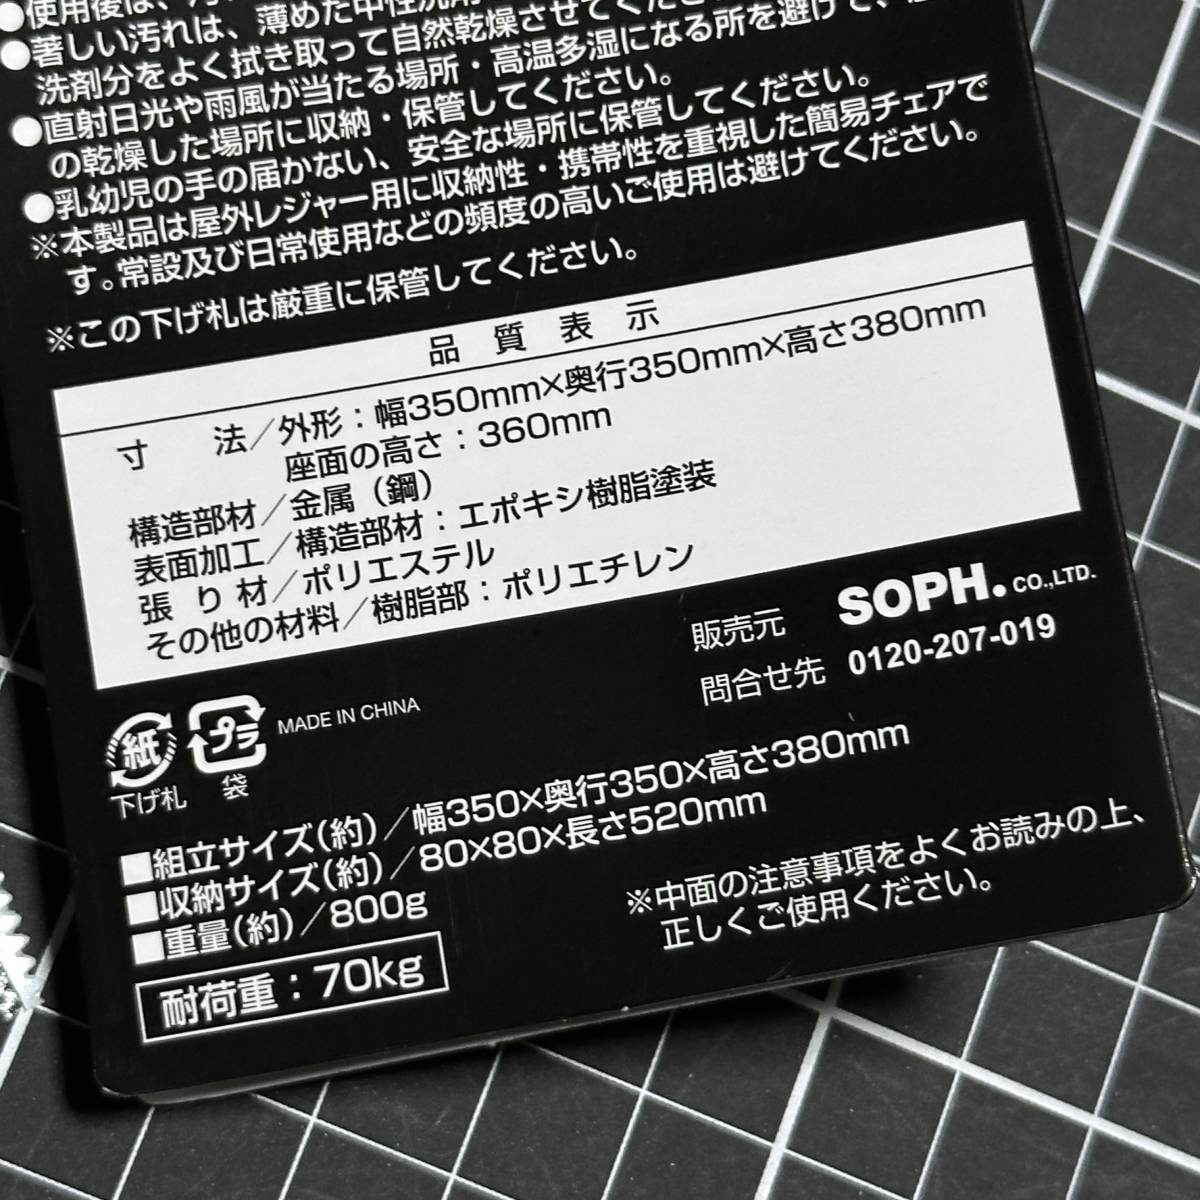 ●使用後は、
●著しい汚れは、薄めた中性洗剤
洗剤分をよく拭き取って自然乾燥させてくださ
●直射日光や雨風が当たる場所・高温多湿になる所を避けて、
の乾燥した場所に収納・保管してください。
●乳幼児の手の届かない、安全な場所に保管してください。
※本製品は屋外レジャー用に収納性・携帯性を重視した簡易チェアで
す。常設及び日常使用などの頻度の高いご使用は避けてください。
※この下げ札は厳重に保管してください。
品質表示
寸法／外形：幅350mm×奥行350mm×高さ380mm
座面の高さ：360mm
構造部材／金属（鋼）
表面加工／構造部材：エポキシ樹脂塗装
張り材／ポリエステル
その他の材料／樹脂部：ポリエチレン
販売元 SOPH. CO.,LTD.
問合せ先 0120-207-019
紙 プラ MADE IN CHINA
下げ札 袋
■組立サイズ(約)／幅350×奥行350×高さ380mm
■収納サイズ(約)／80×80×長さ520mm
■重量(約)／800g
耐荷重：70kg
※中面の注意事項をよくお読みの上、
正しくご使用ください。